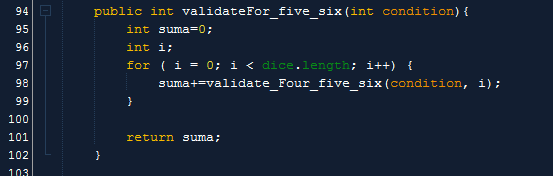 94 public int validateFor_five_six(int condition){
95 int suma=0;
96 int i;
97 for ( i = 0; i < dice.length; i++) {
98 suma+=validate_Four_five_six(condition, i);
99 }
100
101 return suma;
102 }
103